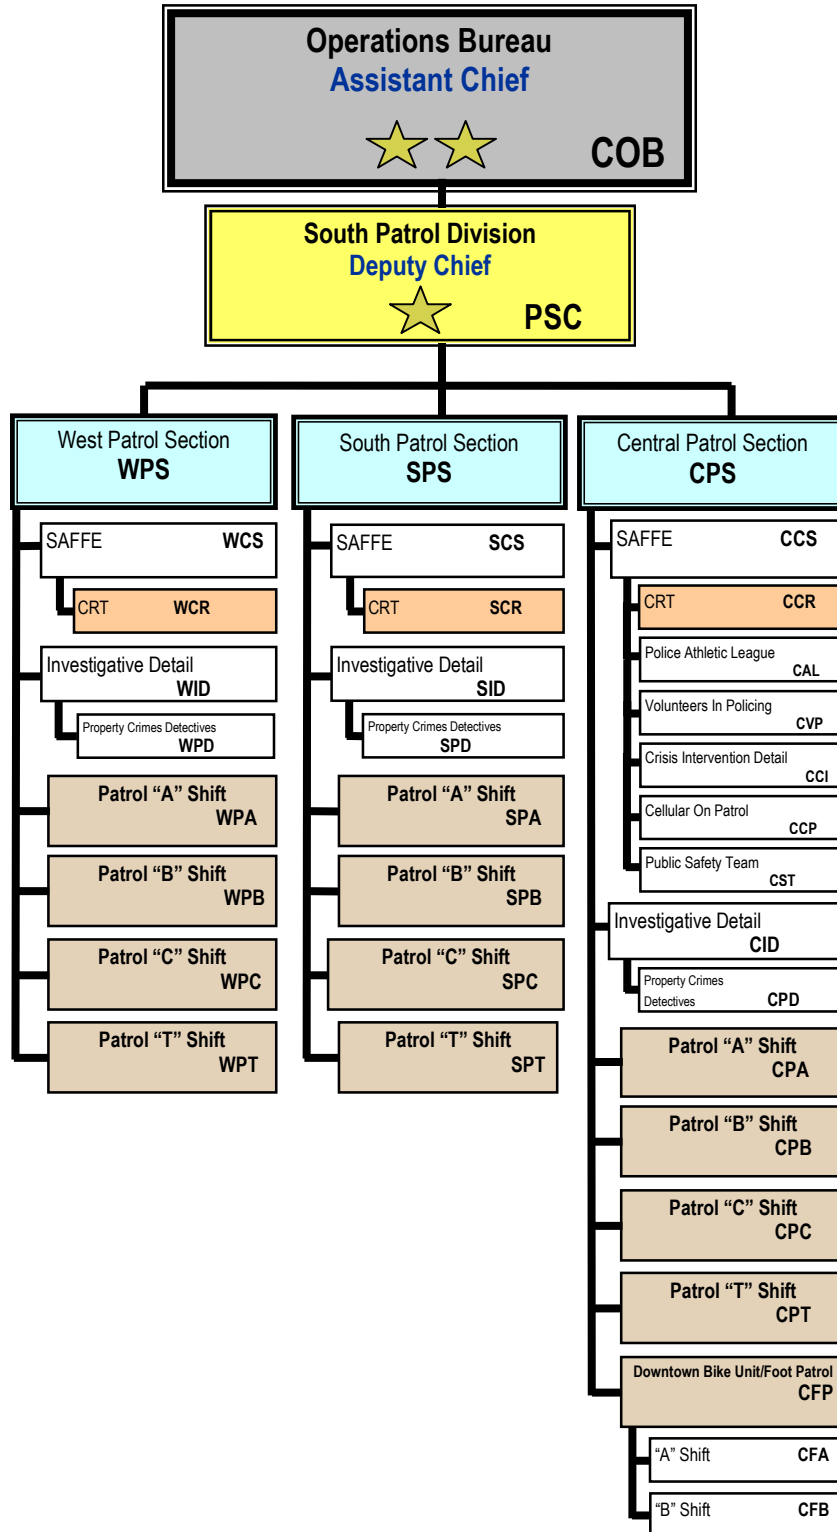 Operations Bureau
Assistant Chief
COB
South Patrol Division
Deputy Chief
PSC
West Patrol Section
WPS
SAFFE WCS
CRT WCR
Investigative Detail
WID
Property Crimes Detectives
WPD
Patrol “A” Shift
WPA
Patrol “B” Shift
WPB
Patrol “C” Shift
WPC
Patrol “T” Shift
WPT
South Patrol Section
SPS
SAFFE SCS
CRT SCR
Investigative Detail
SID
Property Crimes Detectives
SPD
Patrol “A” Shift
SPA
Patrol “B” Shift
SPB
Patrol “C” Shift
SPC
Patrol “T” Shift
SPT
Central Patrol Section
CPS
SAFFE CCS
CRT CCR
Police Athletic League
CAL
Volunteers In Policing
CVP
Crisis Intervention Detail
CCI
Cellular On Patrol
CCP
Public Safety Team
CST
Investigative Detail
CID
Property Crimes
Detectives CPD
Patrol “A” Shift
CPA
Patrol “B” Shift
CPB
Patrol “C” Shift
CPC
Patrol “T” Shift
CPT
Downtown Bike Unit/Foot Patrol
CFP
“A” Shift CFA
“B” Shift CFB